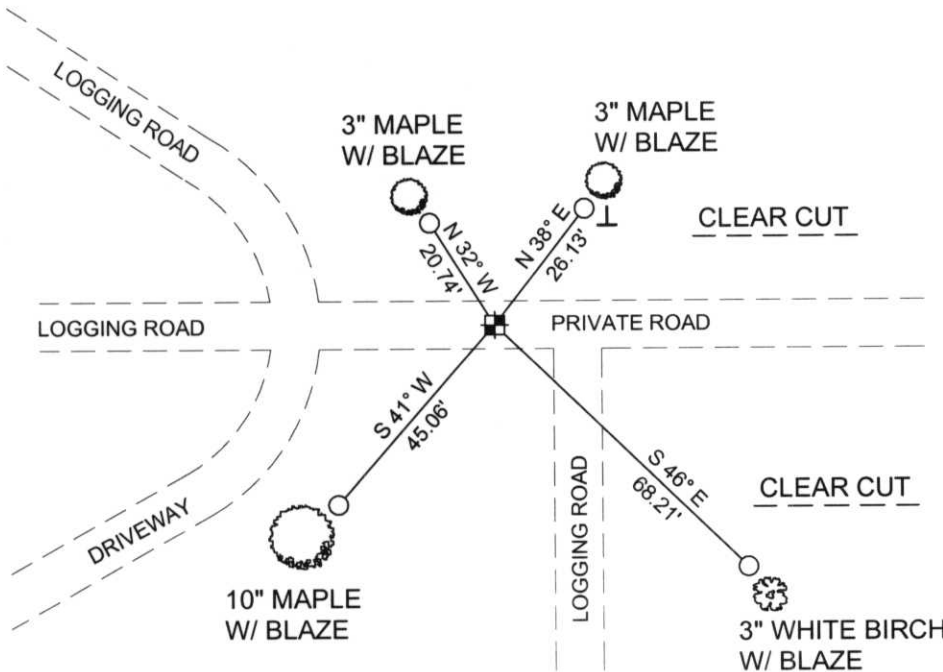 LOGGING ROAD
3" MAPLE
W/ BLAZE
3" MAPLE
W/ BLAZE
CLEAR CUT
N 32° W
20.74'
N 38° E
26.13'
LOGGING ROAD
PRIVATE ROAD
S 41° W
45.06'
S 46° E
68.21'
CLEAR CUT
LOGGING ROAD
DRIVEWAY
10" MAPLE
W/ BLAZE
3" WHITE BIRCH
W/ BLAZE